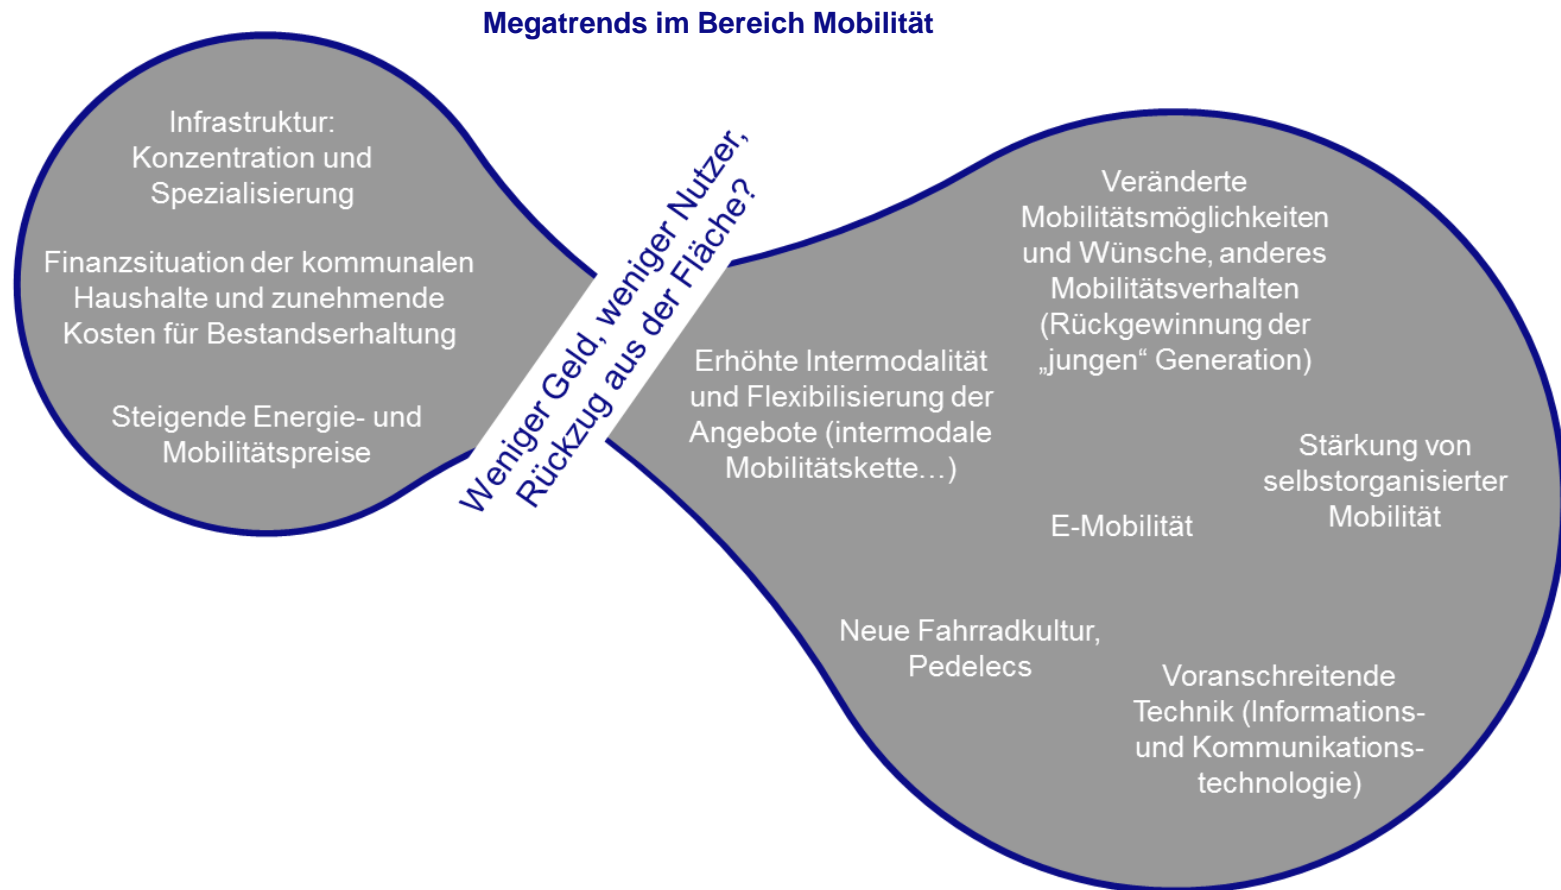 Megatrends im Bereich Mobilität
Infrastruktur:
Konzentration und
Spezialisierung
Finanzsituation der kommunalen
Haushalte und zunehmende
Kosten für Bestandserhaltung
Steigende Energie- und
Mobilitätspreise
Weniger Geld, weniger Nutzer,
Rückzug aus der Fläche?
Veränderte
Mobilitätsmöglichkeiten
und Wünsche, anderes
Mobilitätsverhalten
(Rückgewinnung der
„jungen“ Generation)
Erhöhte Intermodalität
und Flexibilisierung der
Angebote (intermodale
Mobilitätskette…)
Stärkung von
selbstorganisierter
Mobilität
E-Mobilität
Neue Fahrradkultur,
Pedelecs
Voranschreitende
Technik (Informations-
und Kommunikations-
technologie)